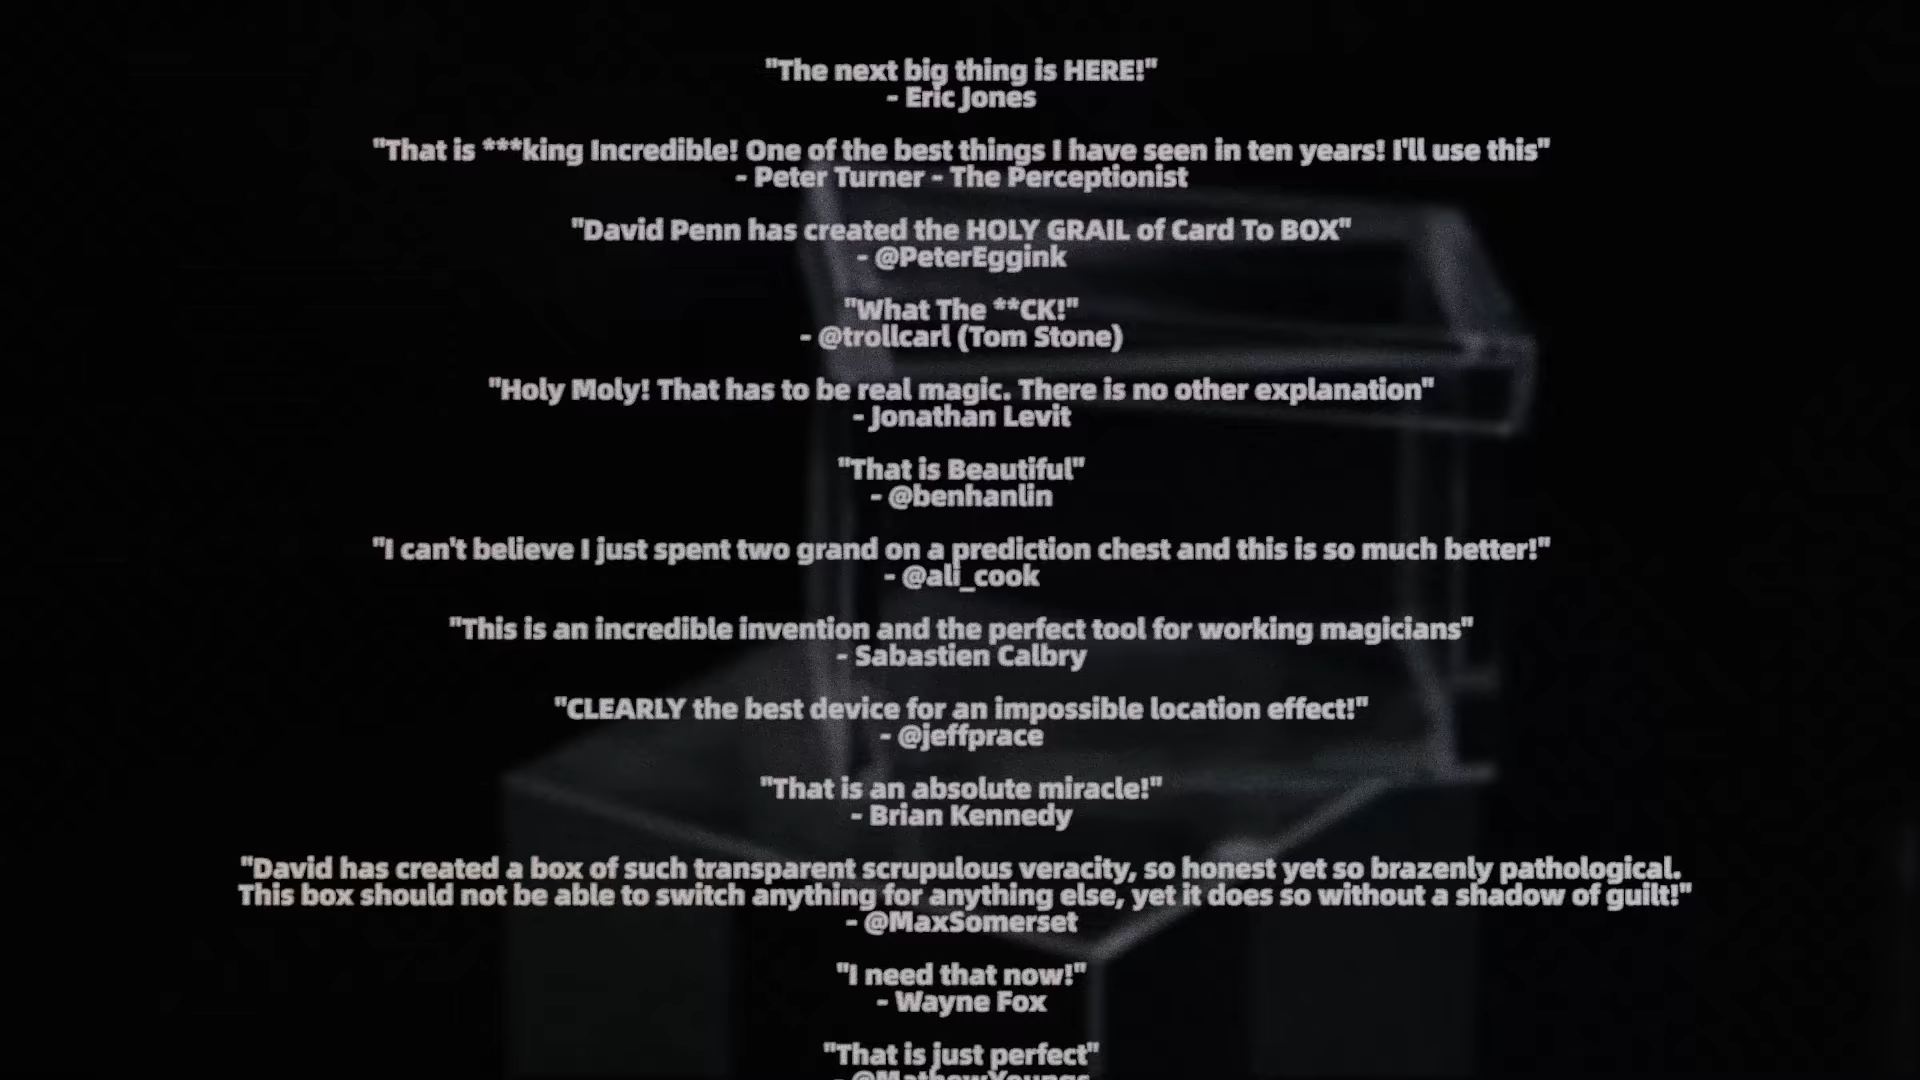 "The next big thing is HERE!"
- Eric Jones
"That is ***king Incredible! One of the best things I have seen in ten years! I'll use this"
- Peter Turner - The Perceptionist
"David Penn has created the HOLY GRAIL of Card To BOX"
- @PeterEggink
"What The **CK!"
- @trollcarl (Tom Stone)
"Holy Moly! That has to be real magic. There is no other explanation"
- Jonathan Levit
"That is Beautiful"
- @benhanlin
"I can't believe I just spent two grand on a prediction chest and this is so much better!"
- @ali_cook
"This is an incredible invention and the perfect tool for working magicians"
- Sabastien Calbry
"CLEARLY the best device for an impossible location effect!"
- @jeffprace
"That is an absolute miracle!"
- Brian Kennedy
"David has created a box of such transparent scrupulous veracity, so honest yet so brazenly pathological.
This box should not be able to switch anything for anything else, yet it does so without a shadow of guilt!"
- @MaxSomerset
"I need that now!"
- Wayne Fox
"That is just perfect"